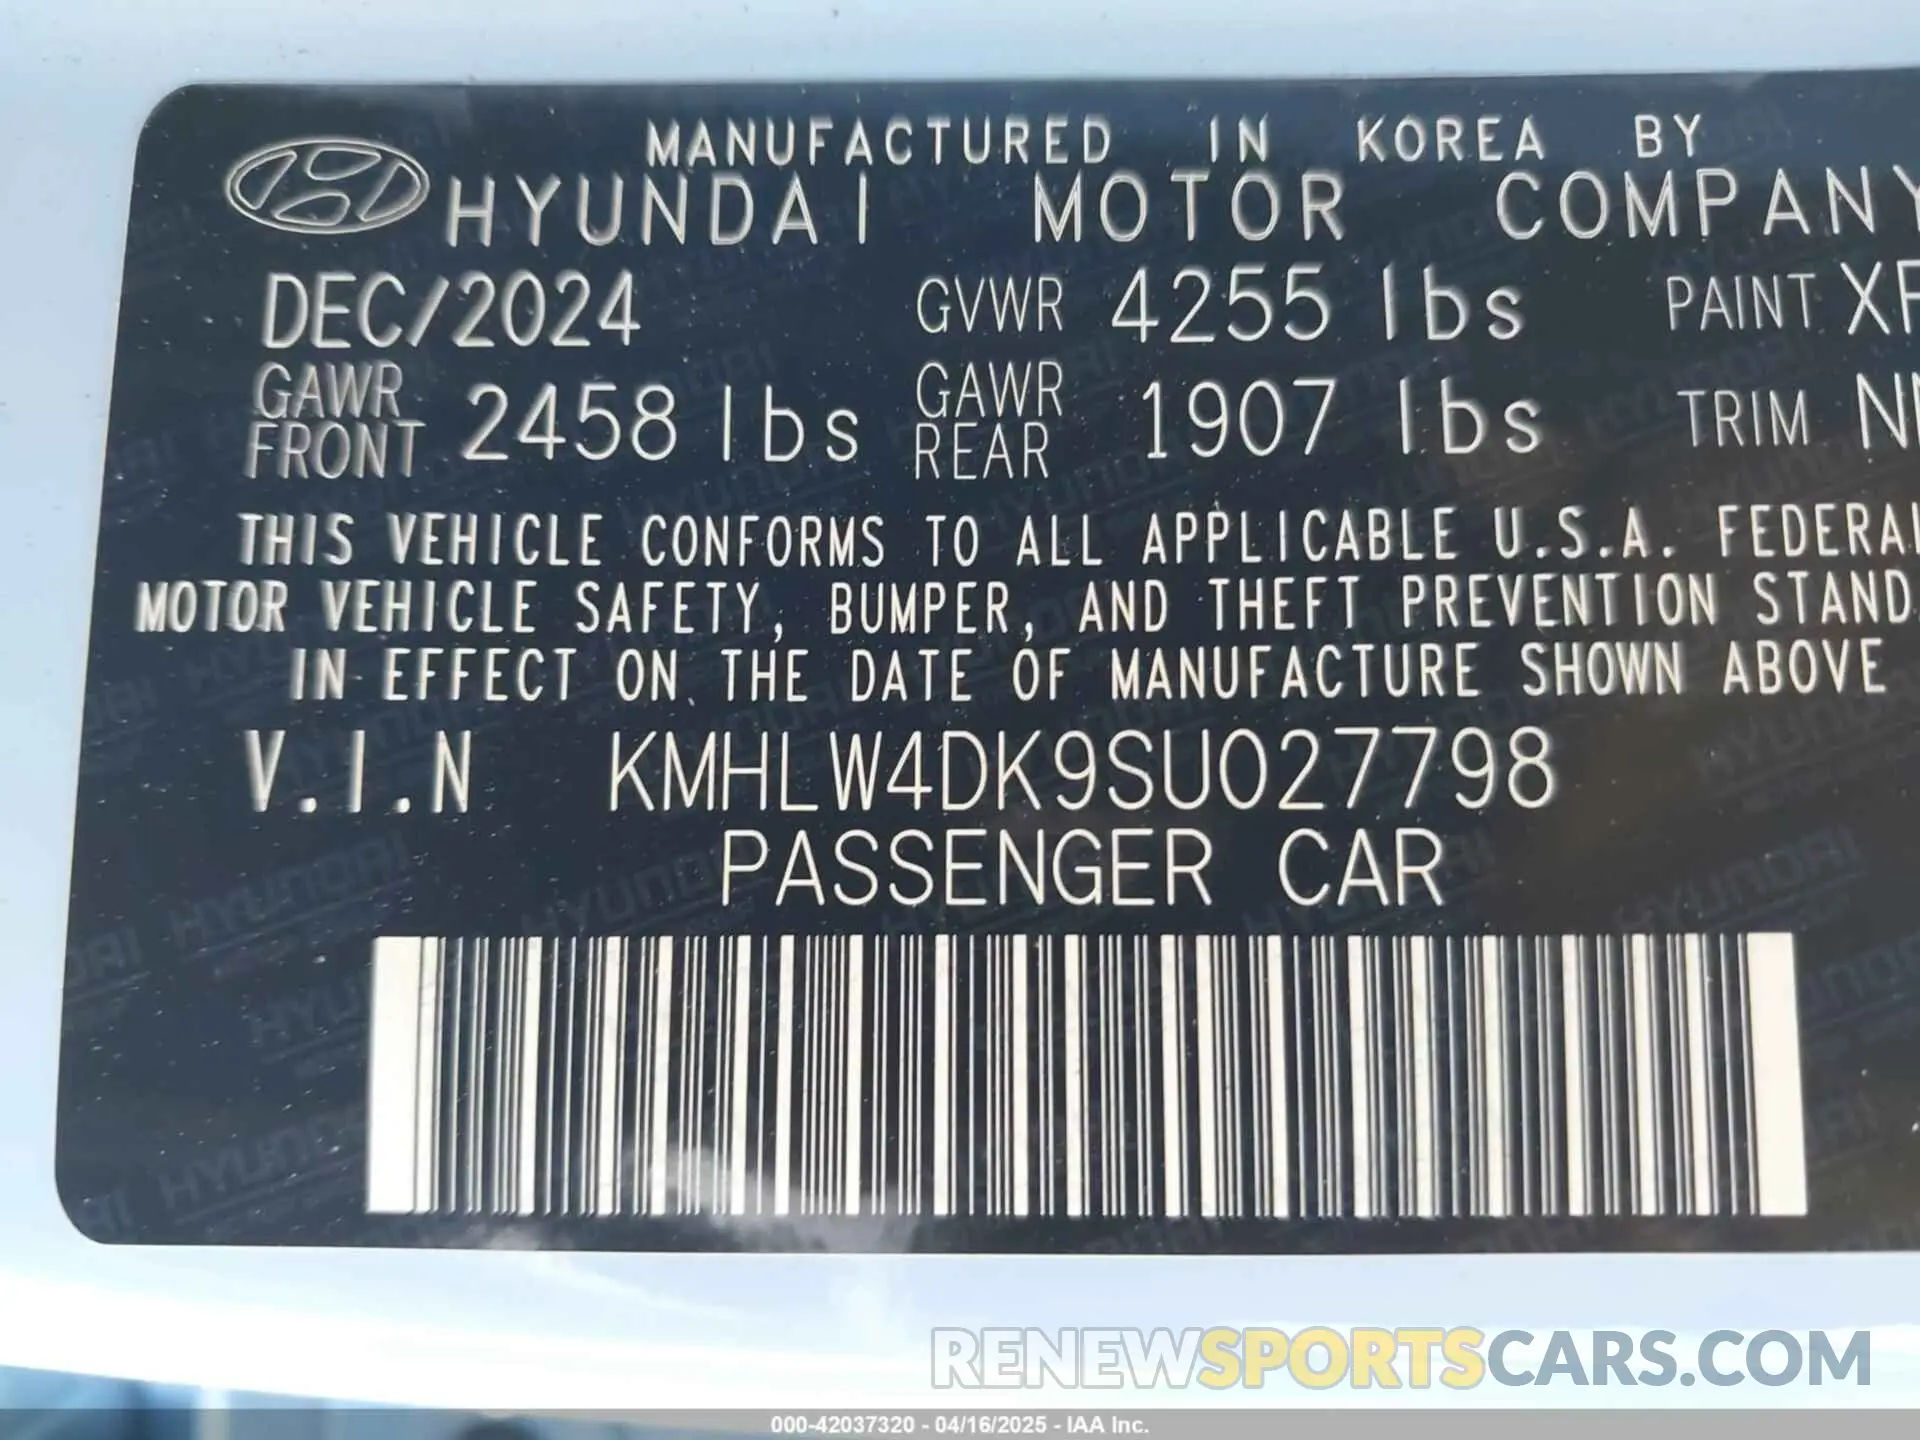 MANUFACTURED IN KOREA BY
HYUNDAI MOTOR COMPANY
DEC/2024 GVWR 4255 lbs PAINT
GAWR FRONT 2458 lbs GAWR REAR 1907 lbs TRIM
THIS VEHICLE CONFORMS TO ALL APPLICABLE U.S.A. FEDERAL
MOTOR VEHICLE SAFETY, BUMPER, AND THEFT PREVENTION STAND
IN EFFECT ON THE DATE OF MANUFACTURE SHOWN ABOVE
V.I.N KMHLW4DK9SU027798
PASSENGER CAR
RENEWSPORTSCARS.COM
000-42037320 - 04/16/2025 - IAA Inc.